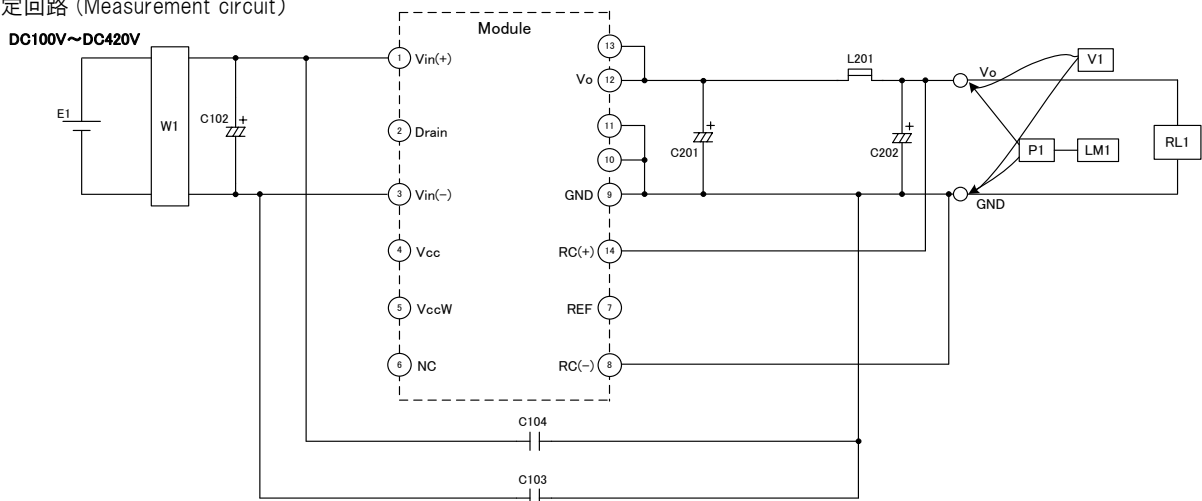 定回路 (Measurement circuit)
DC100V～DC420V
Module
E1
W1
C102
+
1 Vin(+)
2 Drain
3 Vin(-)
4 Vcc
5 VccW
6 NC
13
Vo 12
11
10
GND 9
RC(+) 14
REF 7
RC(-) 8
C201
+
L201
C202
+
Vo
GND
V1
P1
LM1
RL1
C104
C103